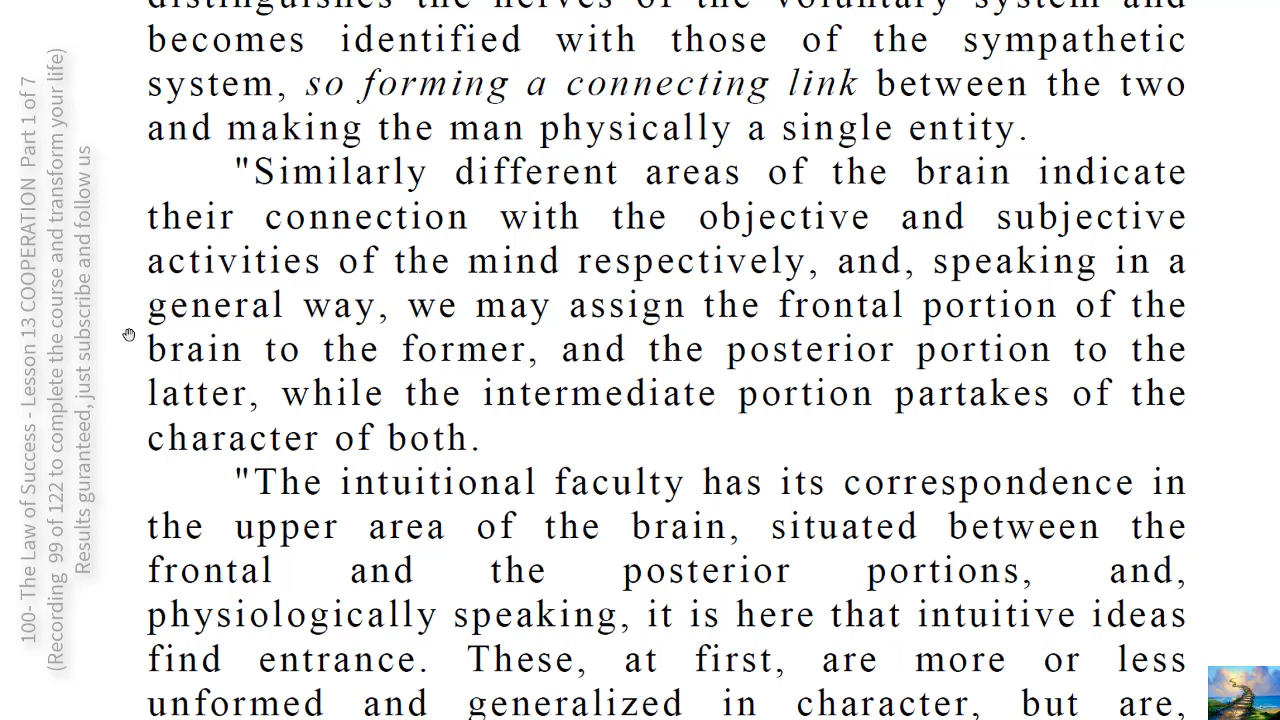 distinguishes the nerves of the voluntary system and
becomes identified with those of the sympathetic
system, so forming a connecting link between the two
and making the man physically a single entity.
"Similarly different areas of the brain indicate
their connection with the objective and subjective
activities of the mind respectively, and, speaking in a
general way, we may assign the frontal portion of the
brain to the former, and the posterior portion to the
latter, while the intermediate portion partakes of the
character of both.
"The intuitional faculty has its correspondence in
the upper area of the brain, situated between the
frontal and the posterior portions, and,
physiologically speaking, it is here that intuitive ideas
find entrance. These, at first, are more or less
unformed and generalized in character, but are,
100- The Law of Success - Lesson 13 COOPERATION Part 1 of 7
(Recording 99 of 122 to complete the course and transform your life)
Results guranteed, just subscribe and follow us